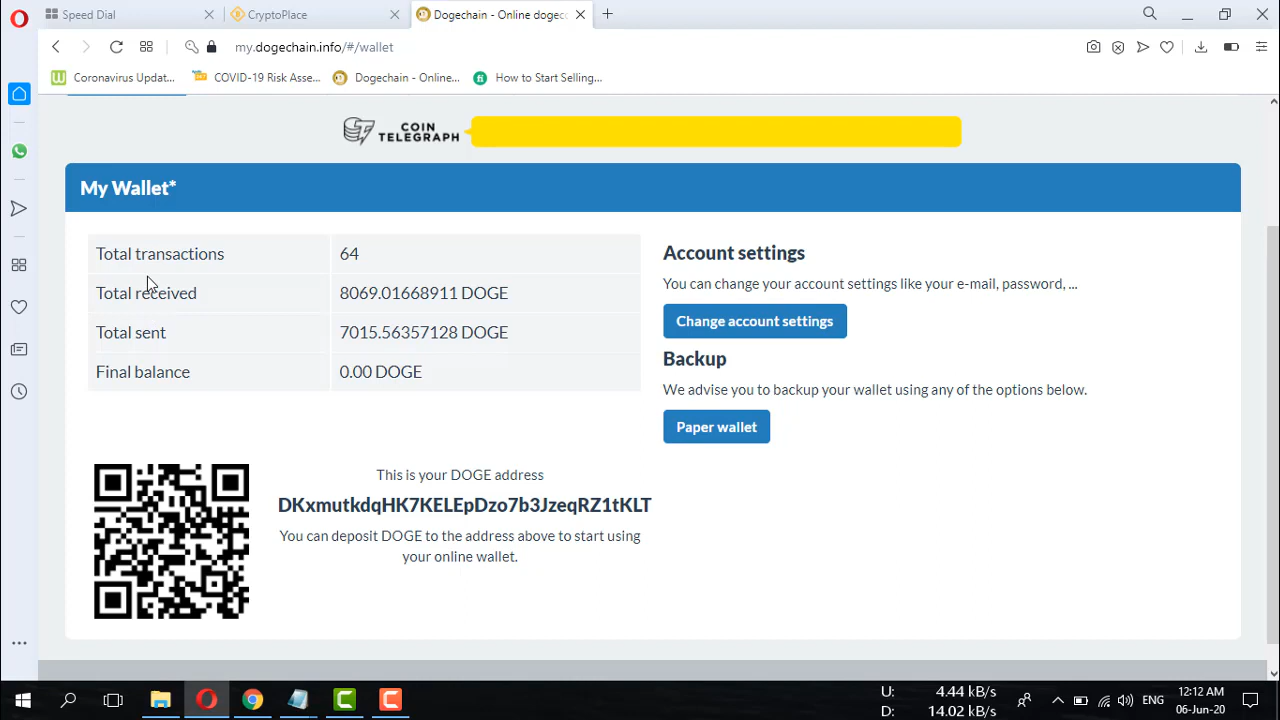 Speed Dial
CryptoPlace
Dogechain - Online dogec
my.dogechain.info/#/wallet
Coronavirus Updat...
COVID-19 Risk Asse...
Dogechain - Online...
How to Start Selling...
COIN
TELEGRAPH
My Wallet*
Total transactions 64
Total received 8069.01668911 DOGE
Total sent 7015.56357128 DOGE
Final balance 0.00 DOGE
Account settings
You can change your account settings like your e-mail, password, ...
Change account settings
Backup
We advise you to backup your wallet using any of the options below.
Paper wallet
This is your DOGE address
DKxmutkdqHK7KELEpDzo7b3JzeqRZ1tKLT
You can deposit DOGE to the address above to start using
your online wallet.
U: 4.44 kB/s
D: 14.02 kB/s
ENG
12:12 AM
06-Jun-20